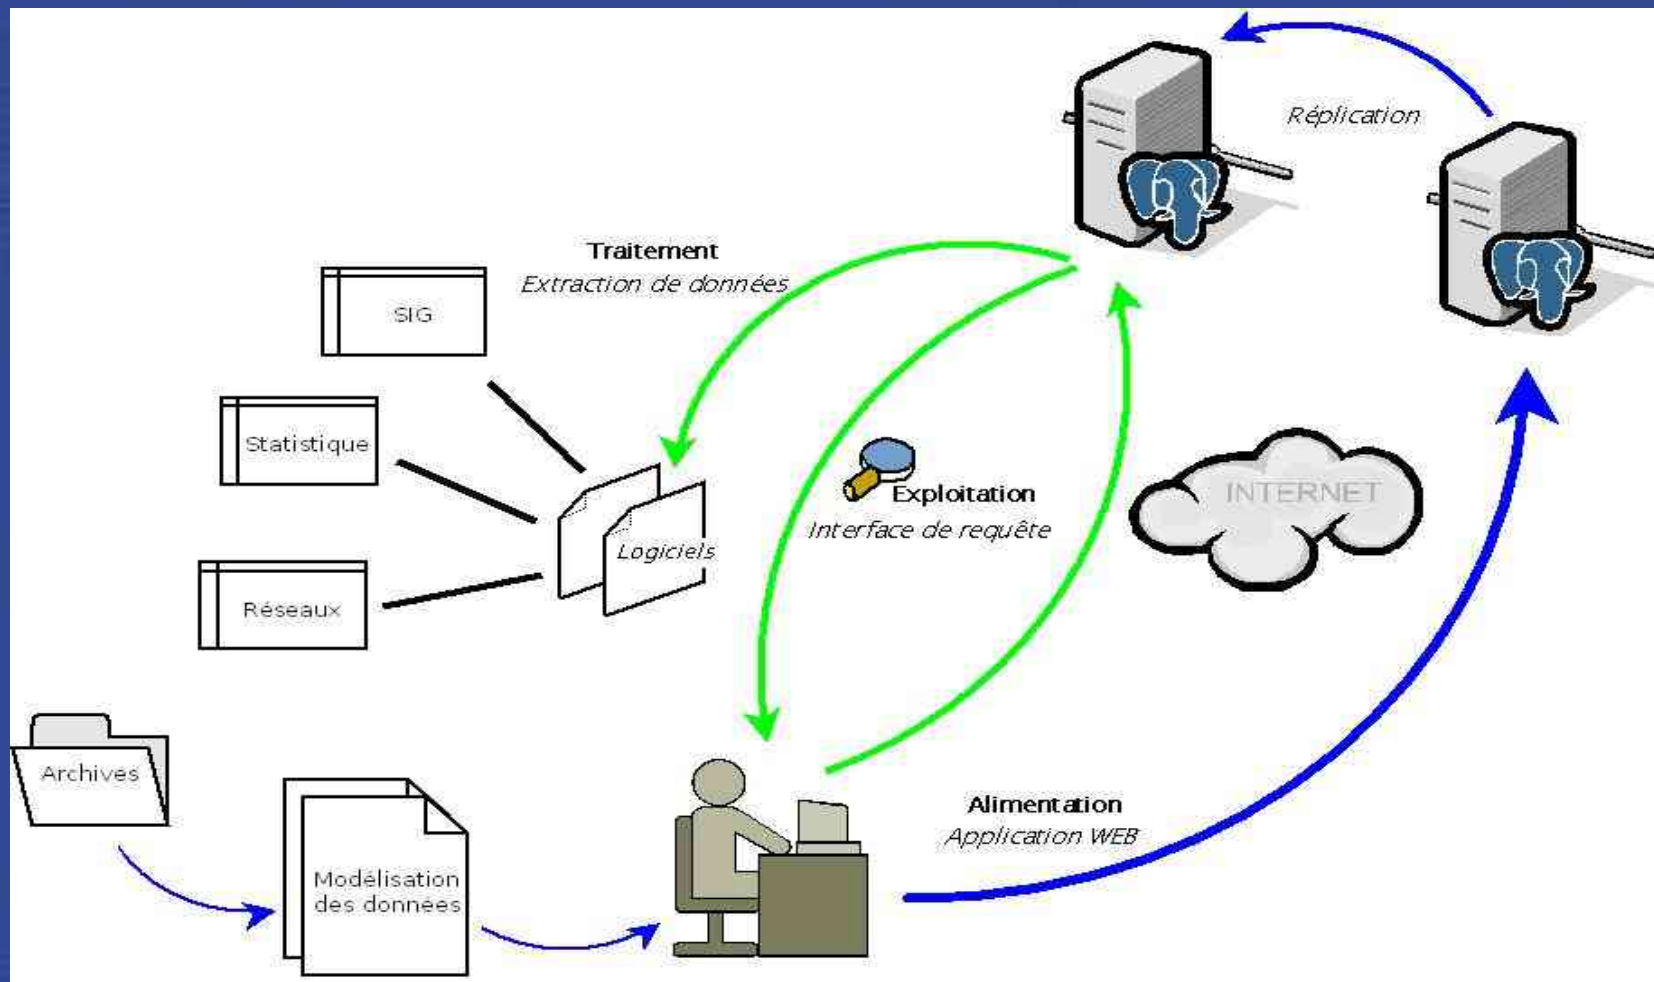 Réplication
Traitement
Extraction de données
SIG
Statistique
Exploitation
INTERNET
Interface de requête
Logiciels
Réseaux
Archives
Alimentation
Application WEB
Modélisation
des données